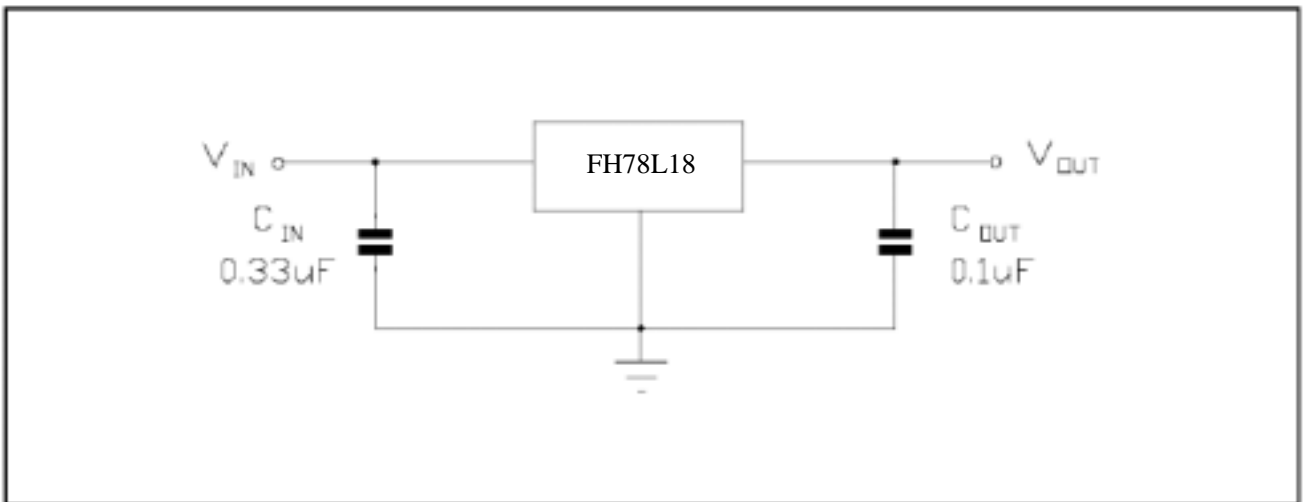 FH78L18
V IN
V OUT
C IN
0.33uF
C OUT
0.1uF